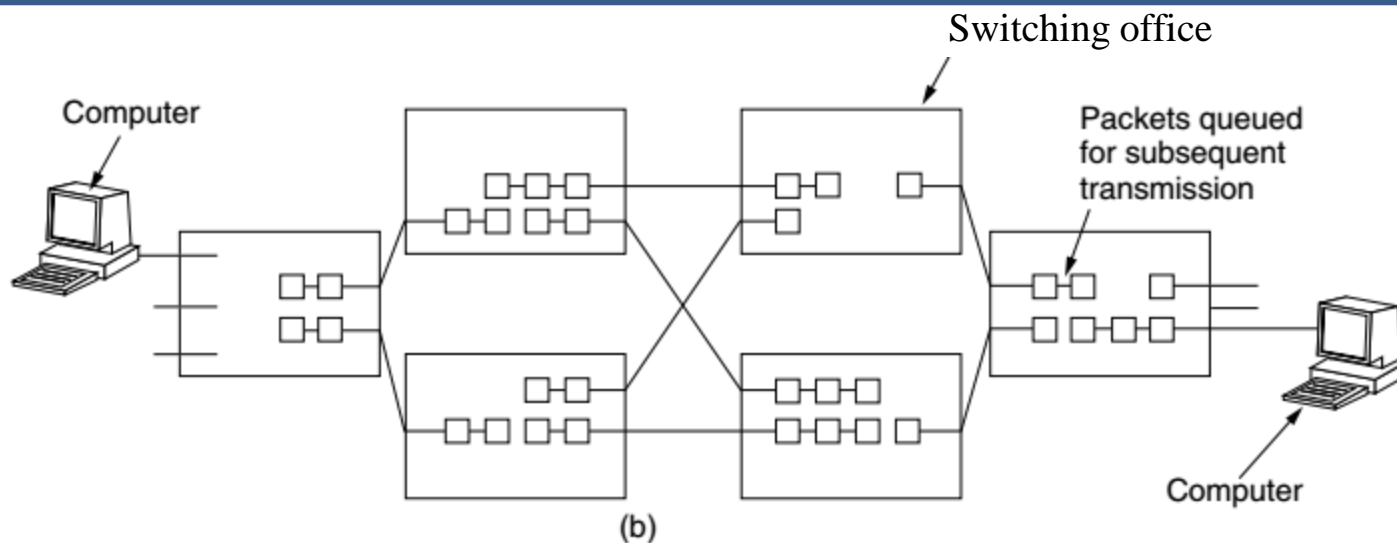 Switching office
Computer
Packets queued
for subsequent
transmission
Computer
(b)